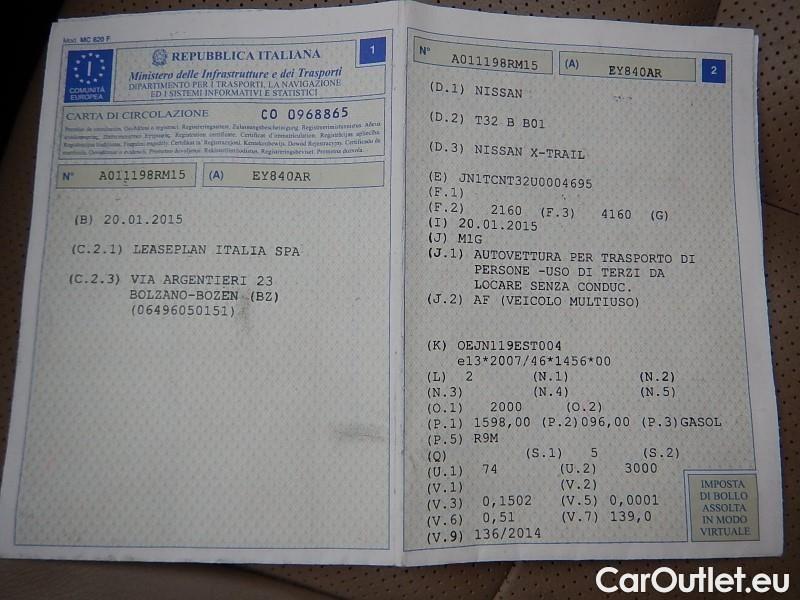 Mod. MC 820 F
1
REPUBBLICA ITALIANA
Ministero delle Infrastrutture e dei Trasporti
DIPARTIMENTO PER I TRASPORTI, LA NAVIGAZIONE
ED I SISTEMI INFORMATIVI E STATISTICI
I
COMUNITÀ
EUROPEA
CARTA DI CIRCOLAZIONE CO 0968865
N° A011198RM15 (A) EY840AR
(B) 20.01.2015
(C.2.1) LEASEPLAN ITALIA SPA
(C.2.3) VIA ARGENTIERI 23
BOLZANO-BOZEN (BZ)
(06496050151)
N° A011198RM15 (A) EY840AR 2
(D.1) NISSAN
(D.2) T32 B B01
(D.3) NISSAN X-TRAIL
(E) JN1TCNT32U0004695
(F.1)
(F.2) 2160 (F.3) 4160 (G)
(I) 20.01.2015
(J) M1G
(J.1) AUTOVETTURA PER TRASPORTO DI
PERSONE -USO DI TERZI DA
LOCARE SENZA CONDUC.
(J.2) AF (VEICOLO MULTIUSO)
(K) OEJN119EST004
e13*2007/46*1456*00
(L) 2 (N.1) (N.2)
(N.3) (N.4) (N.5)
(O.1) 2000 (O.2)
(P.1) 1598,00 (P.2)096,00 (P.3)GASOL
(P.5) R9M
(Q) (S.1) 5 (S.2)
(U.1) 74 (U.2) 3000
(V.1) (V.2)
(V.3) 0,1502 (V.5) 0,0001
(V.6) 0,51 (V.7) 139,0
(V.9) 136/2014
IMPOSTA
DI BOLLO
ASSOLTA
IN MODO
VIRTUALE
CarOutlet.eu